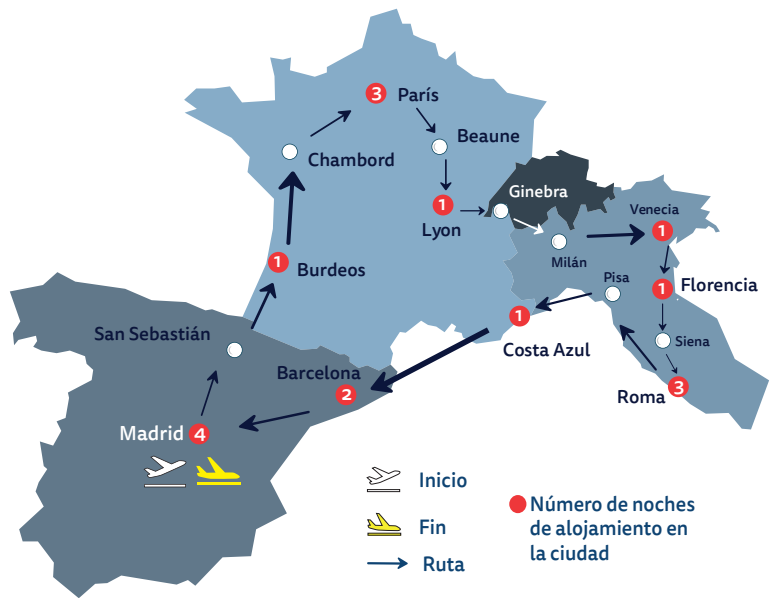 3 París
Beaune
Chambord
Ginebra
1
Lyon
Venecia
1
Milán
1 Burdeos
Pisa
1 Florencia
1
San Sebastián
Siena
Costa Azul
Barcelona
2
Roma 3
Madrid 4
Inicio
Fin
Ruta
Número de noches
de alojamiento en
la ciudad